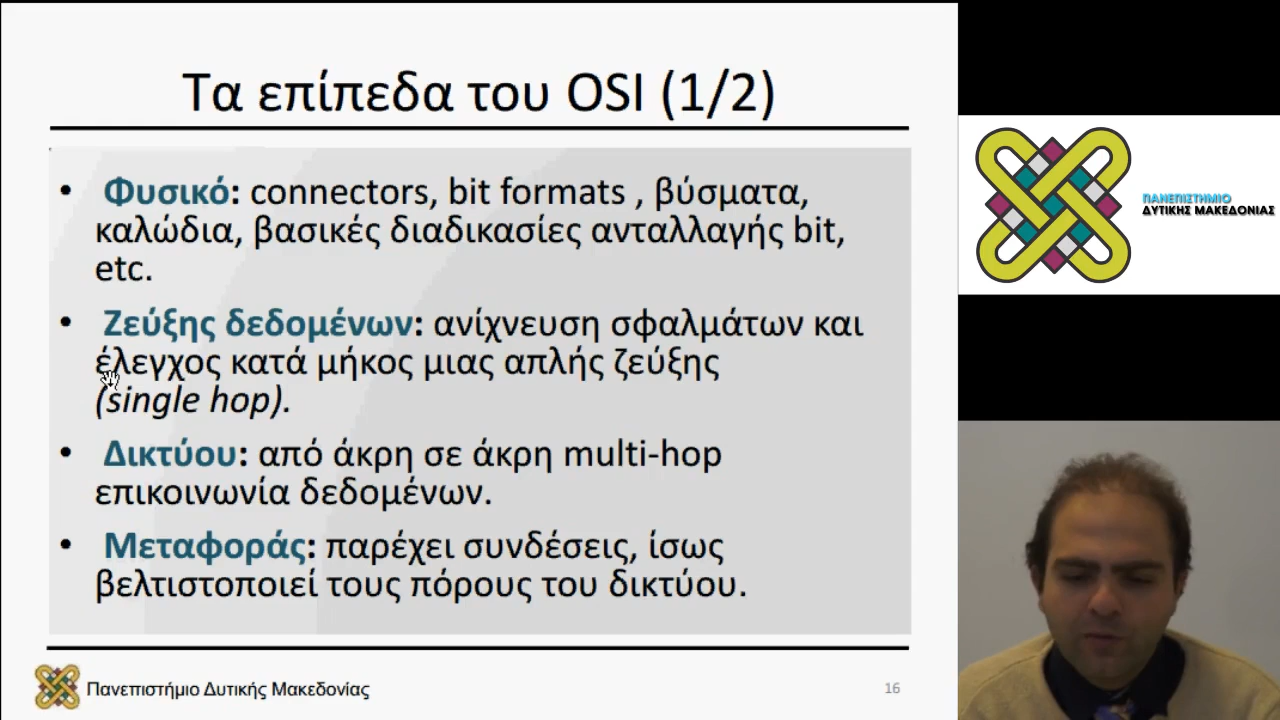 Τα επίπεδα του OSI (1/2)
• Φυσικό: connectors, bit formats , βύσματα,
καλώδια, βασικές διαδικασίες ανταλλαγής bit,
etc.
• Ζεύξης δεδομένων: ανίχνευση σφαλμάτων και
έλεγχος κατά μήκος μιας απλής ζεύξης
(single hop).
• Δικτύου: από άκρη σε άκρη multi-hop
επικοινωνία δεδομένων.
• Μεταφοράς: παρέχει συνδέσεις, ίσως
βελτιστοποιεί τους πόρους του δικτύου.
Πανεπιστήμιο Δυτικής Μακεδονίας
16
ΠΑΝΕΠΙΣΤΗΜΙΟ
ΔΥΤΙΚΗΣ ΜΑΚΕΔΟΝΙΑΣ